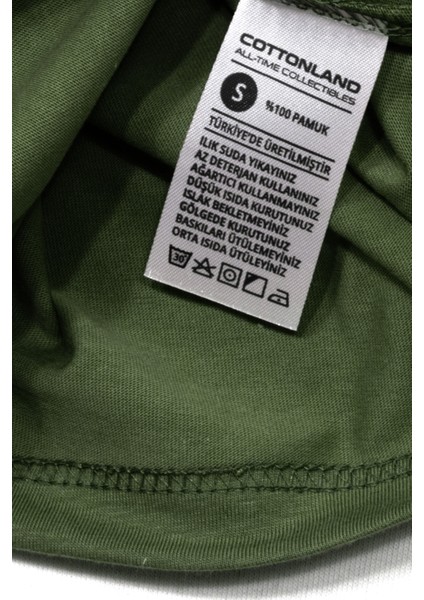 COTTONLAND
ALL-TIME COLLECTIBLES
S %100 PAMUK
TÜRKİYE'DE ÜRETİLMİŞTİR
ILIK SUDA YIKAYINIZ
AZ DETERJAN KULLANINIZ
AĞARTICI KULLANMAYINIZ
DÜŞÜK ISIDA KURUTUNUZ
ISLAK BEKLETMEYİNİZ
GÖLGEDE KURUTUNUZ
BASKILARI ÜTÜLEMEYİNİZ
ORTA ISIDA ÜTÜLEYİNİZ
30°